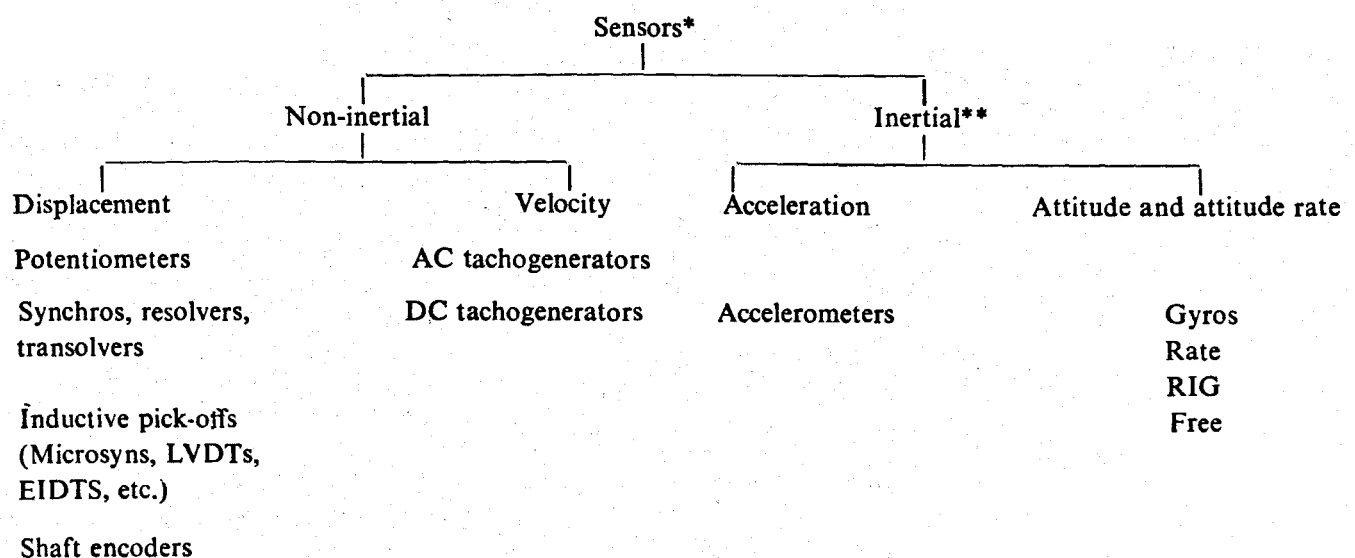 Sensors*
Non-inertial Inertial**
Displacement Velocity Acceleration Attitude and attitude rate
Potentiometers AC tachogenerators
Synchros, resolvers, DC tachogenerators Accelerometers Gyros
transolvers Rate
RIG
Inductive pick-offs Free
(Microsyns, LVDTs,
EIDTS, etc.)
Shaft encoders